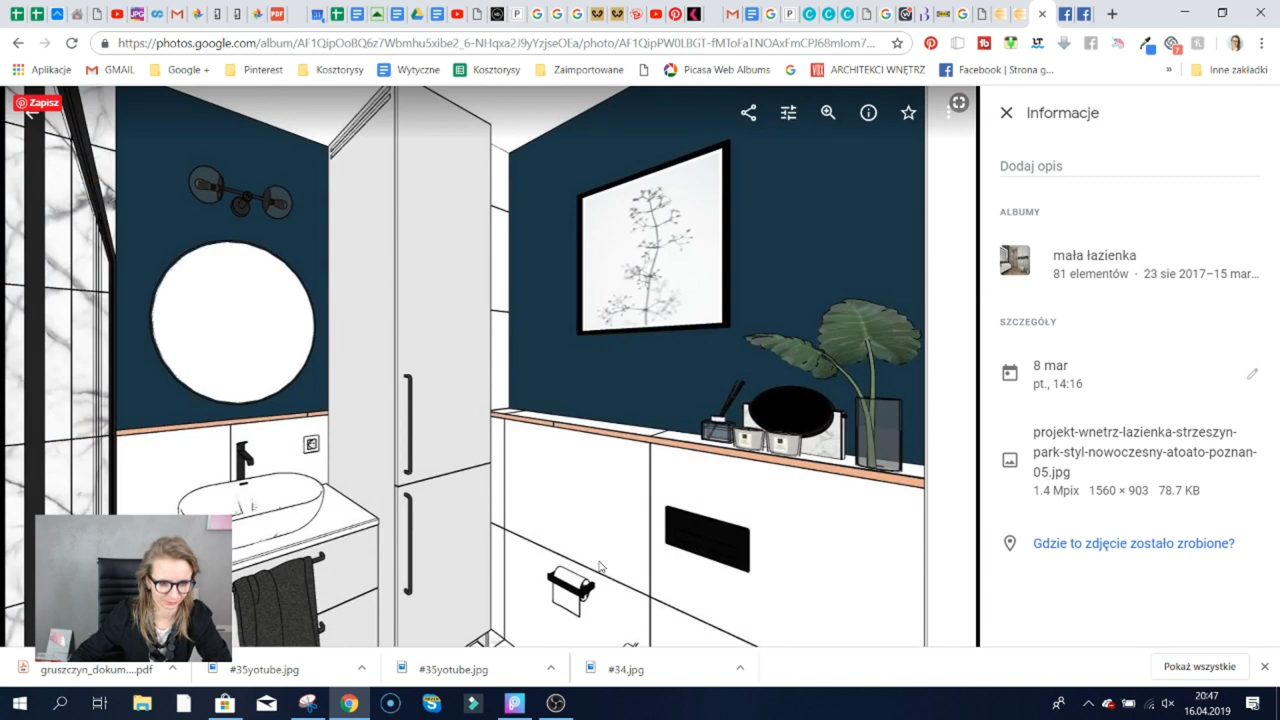 https://photos.google.com/album/AF1QipOoBQ6z7Wbmhu5xibe2_6-NHqxa2J9yYzjseOEa/photo/AF1QipPW0LBGT-fMToFaTNOAxFmCPJ68mIom7...
Aplikacje
GMAIL
Google +
Pinterest
Kosztorysy
Wytyczne
Kosztorysy
Zaimportowane
Picasa Web Albums
ARCHITEKCI WNĘTRZ
Facebook | Strona g...
»
Inne zakładki
Zapisz
Informacje
Dodaj opis
ALBUMY
mała łazienka
81 elementów · 23 sie 2017–15 mar...
SZCZEGÓŁY
8 mar
pt., 14:16
projekt-wnetrz-lazienka-strzeszyn-
park-styl-nowoczesny-atoato-poznan-
05.jpg
1.4 Mpix 1560 × 903 78.7 KB
Gdzie to zdjęcie zostało zrobione?
gruszczyn_dokum....pdf
#35yotube.jpg
#35yotube.jpg
#34.jpg
Pokaż wszystkie
20:47
16.04.2019